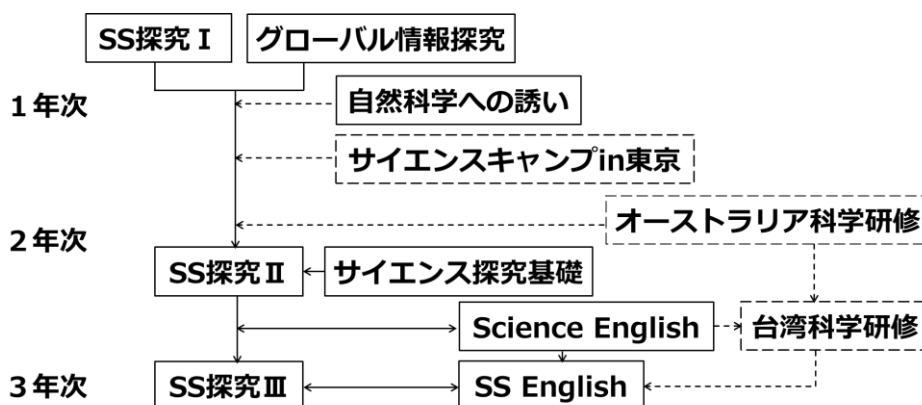 SS探究Ⅰ
グローバル情報探究
1年次
自然科学への誘い
サイエンスキャンプin東京
オーストラリア科学研修
2年次
SS探究Ⅱ
サイエンス探究基礎
Science English
台湾科学研修
3年次
SS探究Ⅲ
SS English